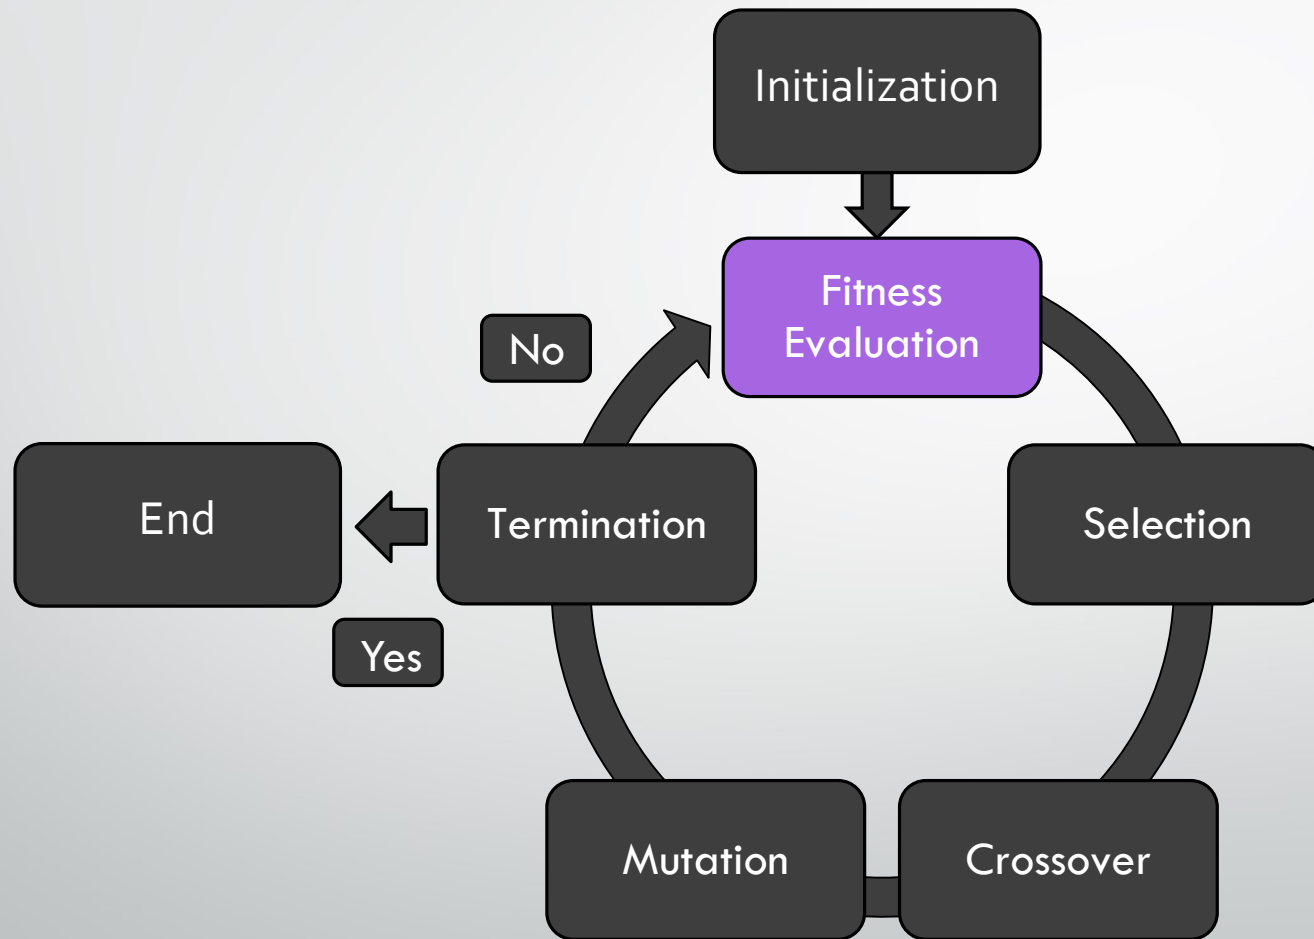 Initialization
Fitness
Evaluation
No
End
Termination
Selection
Yes
Mutation
Crossover